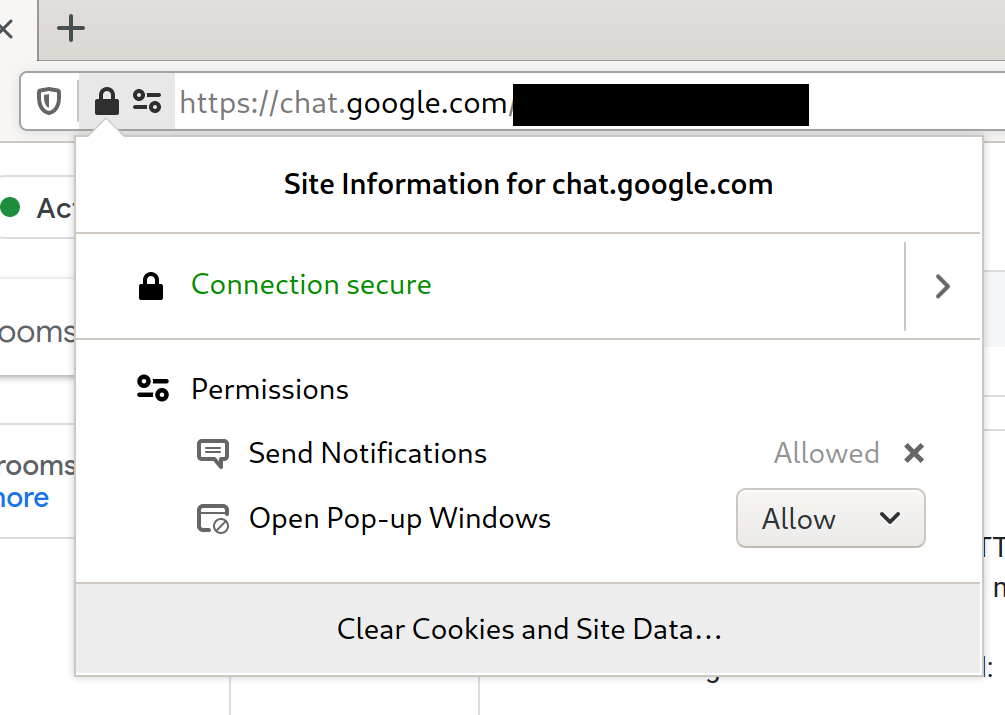 https://chat.google.com/
Site Information for chat.google.com
Act
Connection secure
ooms
Permissions
rooms
Send Notifications Allowed
more
Open Pop-up Windows Allow
Clear Cookies and Site Data…